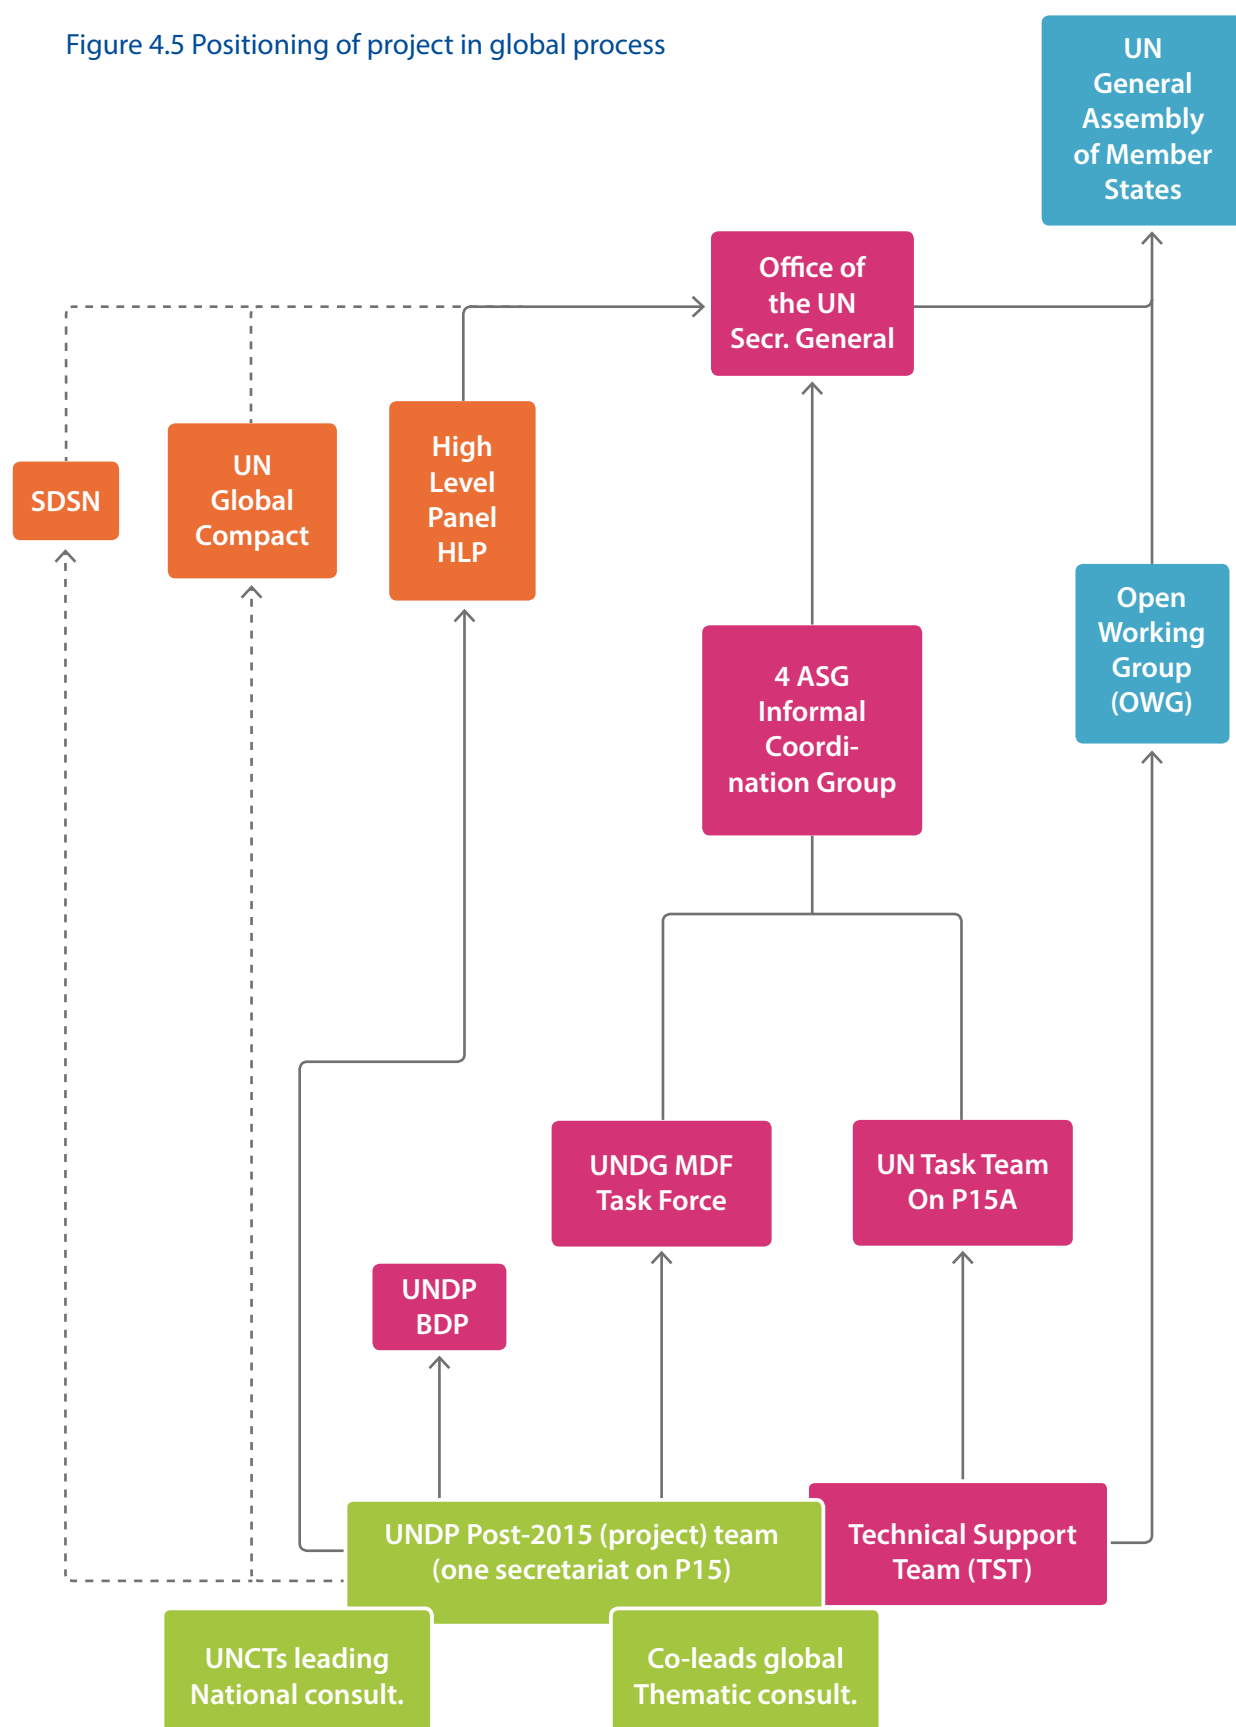 Figure 4.5 Positioning of project in global process
UN
General
Assembly
of Member
States
Office of
the UN
Secr. General
High
Level
Panel
HLP
UN
Global
Compact
SDSN
Open
Working
Group
(OWG)
4 ASG
Informal
Coordi-
nation Group
UNDG MDF
Task Force
UN Task Team
On P15A
UNDP
BDP
UNDP Post-2015 (project) team
(one secretariat on P15)
Technical Support
Team (TST)
UNCTs leading
National consult.
Co-leads global
Thematic consult.